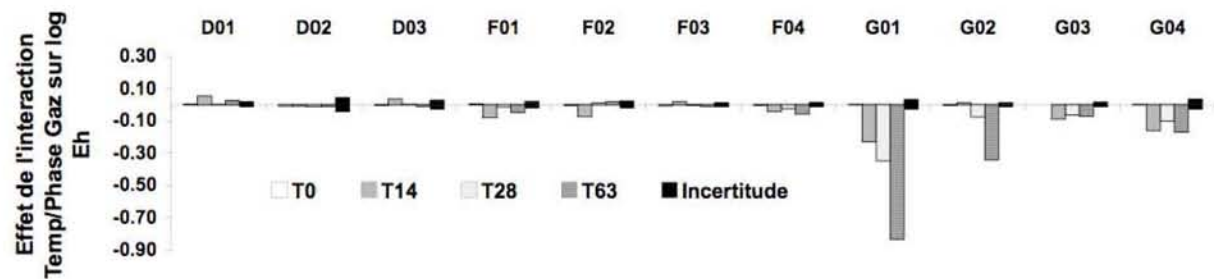 D01 D02 D03 F01 F02 F03 F04 G01 G02 G03 G04
Effet de l'interaction
Temp/Phase Gaz sur log
Eh
0.30
0.10
-0.10
-0.30
-0.50
-0.70
-0.90
T0 T14 T28 T63 Incertitude